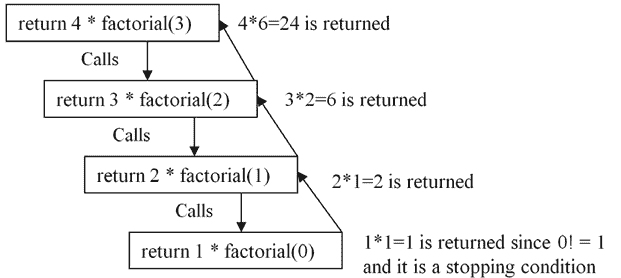 return 4 * factorial(3)
4*6=24 is returned
Calls
return 3 * factorial(2)
3*2=6 is returned
Calls
return 2 * factorial(1)
2*1=2 is returned
Calls
return 1 * factorial(0)
1*1=1 is returned since 0! = 1
and it is a stopping condition